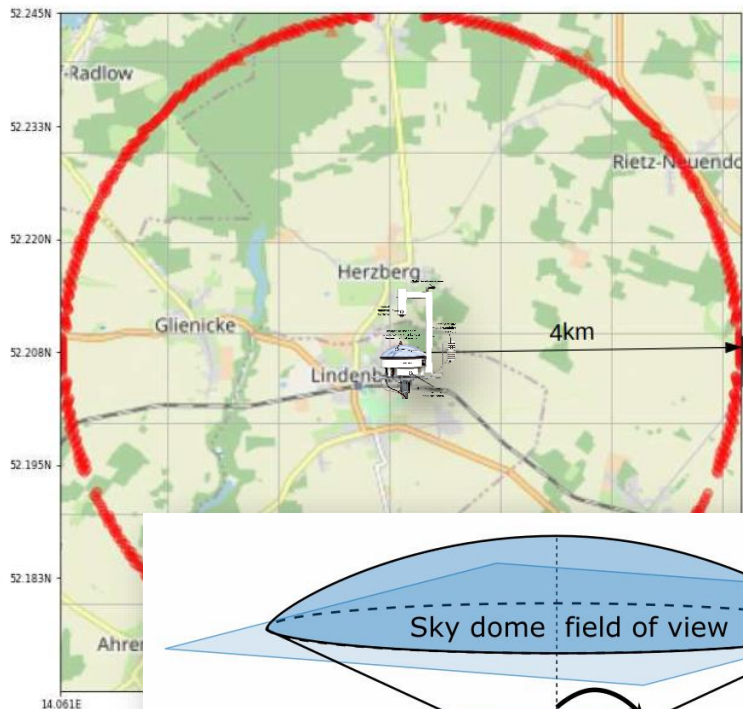 52.245N
-Radlow
52.233N
Rietz-Neuendo
52.220N
Herzberg
Glienicke
4km
52.208N
Lindenb
52.195N
52.183N
Sky dome field of view
Ahrer
14.061E